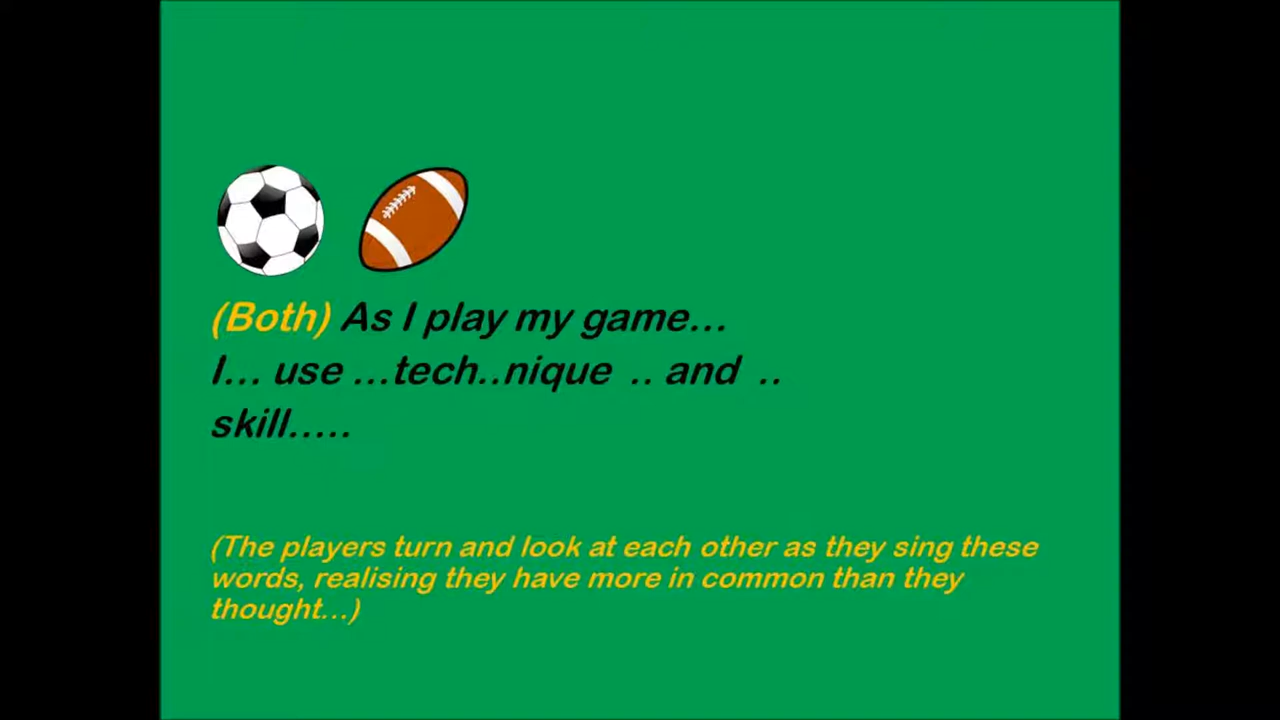 (Both) As I play my game...
I... use ...tech..nique .. and ..
skill.....
(The players turn and look at each other as they sing these
words, realising they have more in common than they
thought...)